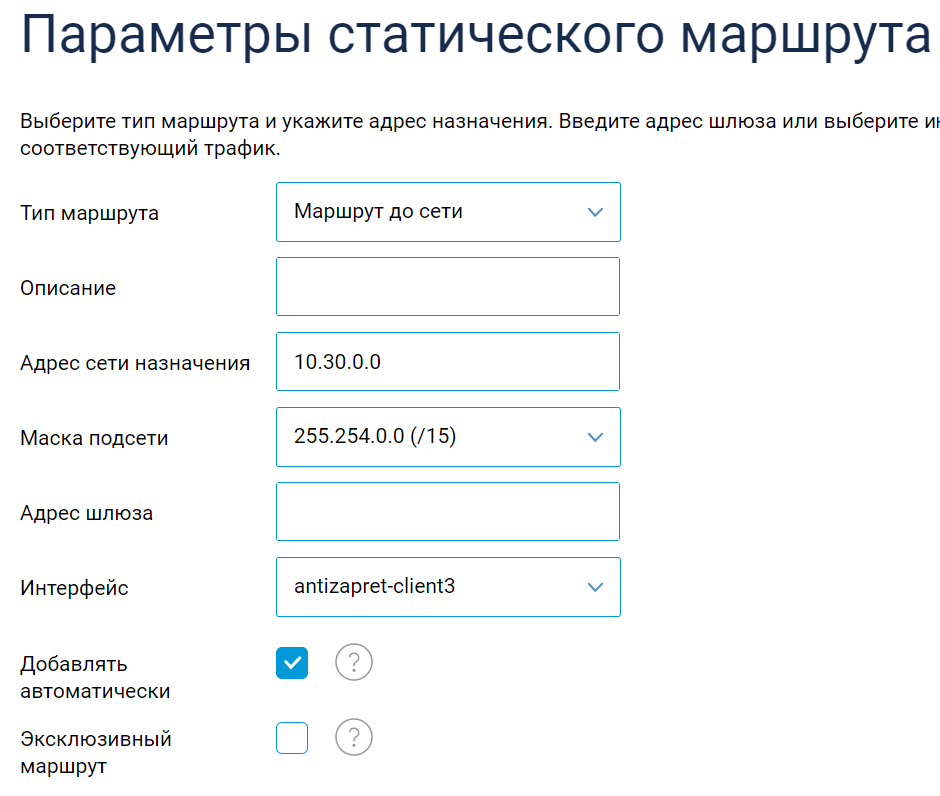 Параметры статического маршрута
Выберите тип маршрута и укажите адрес назначения. Введите адрес шлюза или выберите
соответствующий трафик.
Тип маршрута
Маршрут до сети
Описание
Адрес сети назначения
10.30.0.0
Маска подсети
255.254.0.0 (/15)
Адрес шлюза
Интерфейс
antizapret-client3
Добавлять
автоматически
?
Эксклюзивный
маршрут
?